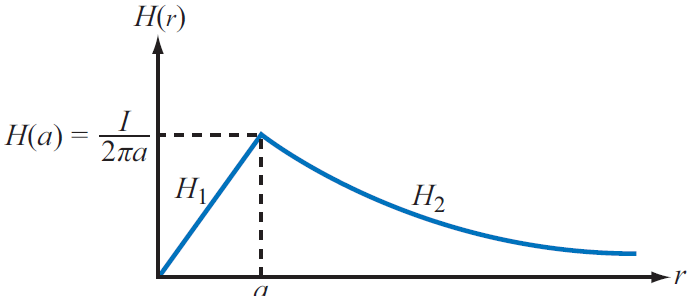 H(r)
H(a) = I/2πa
H₁
H₂
r
a